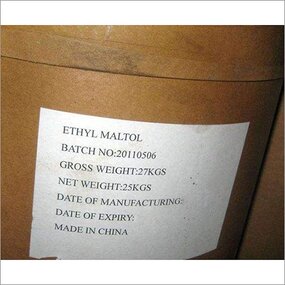 ETHYL MALTOL
BATCH NO:20110506
GROSS WEIGHT:27KGS
NET WEIGHT:25KGS
DATE OF MANUFACTURING:
DATE OF EXPIRY:
MADE IN CHINA